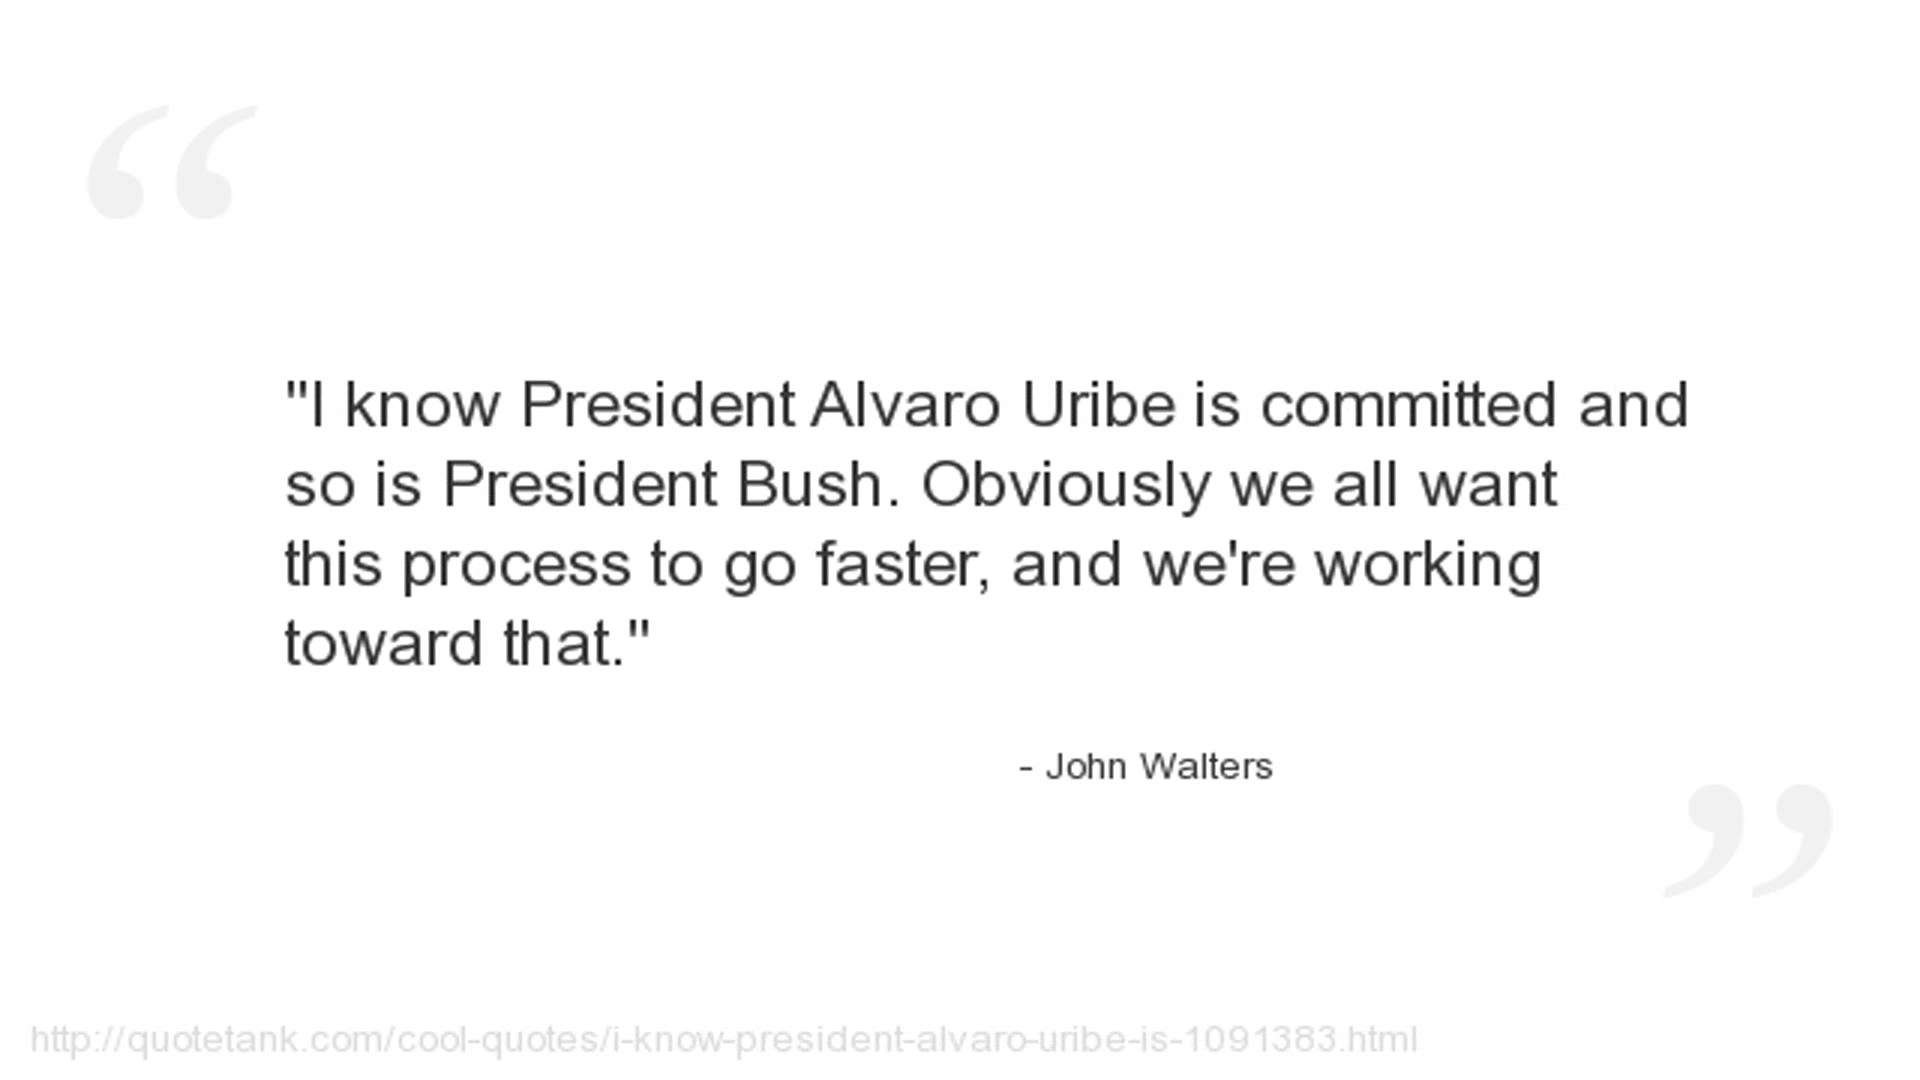 "I know President Alvaro Uribe is committed and
so is President Bush. Obviously we all want
this process to go faster, and we're working
toward that."
- John Walters
http://quotetank.com/cool-quotes/i-know-president-alvaro-uribe-is-1091383.html